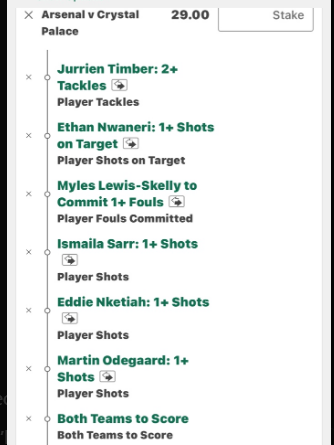 × Arsenal v Crystal 29.00 Stake
Palace
× Jurrien Timber: 2+
Tackles
Player Tackles
× Ethan Nwaneri: 1+ Shots
on Target
Player Shots on Target
× Myles Lewis-Skelly to
Commit 1+ Fouls
Player Fouls Committed
× Ismaila Sarr: 1+ Shots
Player Shots
× Eddie Nketiah: 1+ Shots
Player Shots
× Martin Odegaard: 1+
Shots
Player Shots
× Both Teams to Score
Both Teams to Score